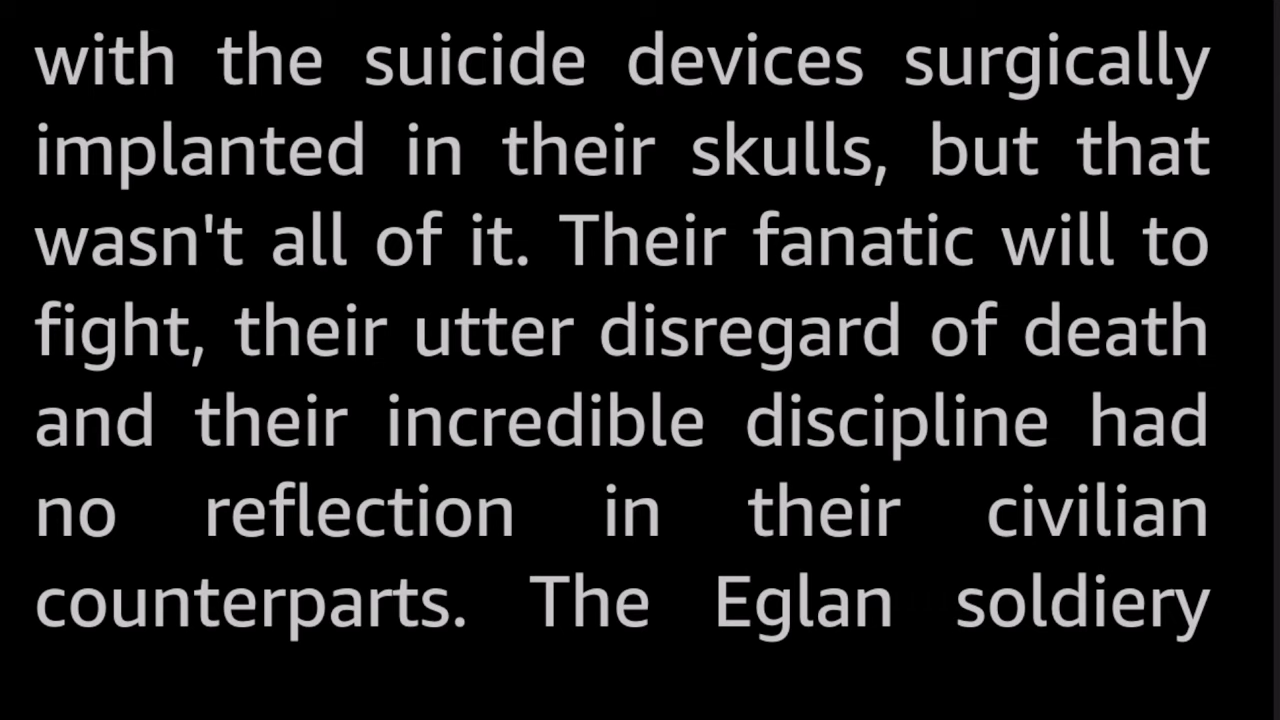 with the suicide devices surgically
implanted in their skulls, but that
wasn't all of it. Their fanatic will to
fight, their utter disregard of death
and their incredible discipline had
no reflection in their civilian
counterparts. The Eglan soldiery